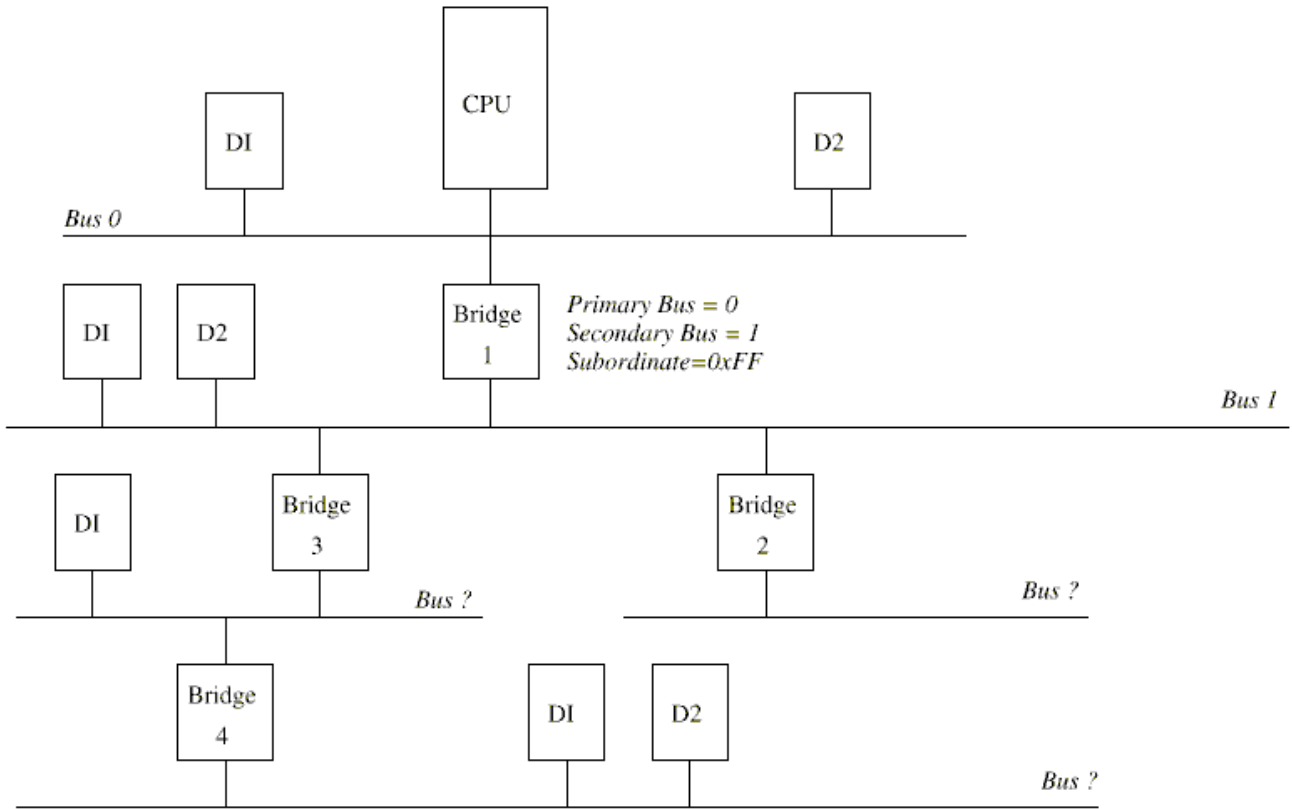 CPU
DI
D2
Bus 0
DI
D2
Bridge
1
Primary Bus = 0
Secondary Bus = 1
Subordinate=0xFF
Bus 1
DI
Bridge
3
Bridge
2
Bus ?
Bus ?
Bridge
4
DI
D2
Bus ?